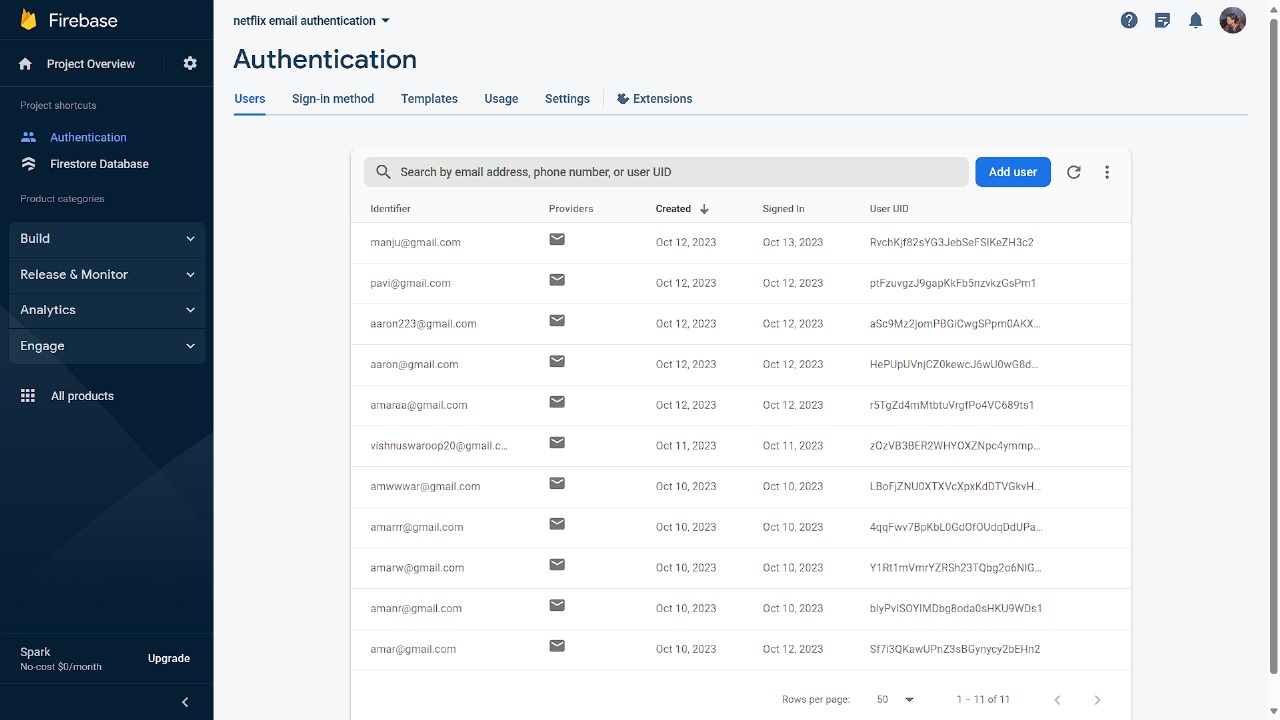 Firebase
netflix email authentication
Authentication
Project Overview
Users Sign-in method Templates Usage Settings Extensions
Project shortcuts
Authentication
Firestore Database
Product categories
Build
Release & Monitor
Analytics
Engage
All products
Spark
No-cost $0/month
Upgrade
Search by email address, phone number, or user UID
Add user
Identifier Providers Created Signed In User UID
manju@gmail.com Oct 12, 2023 Oct 13, 2023 RvchKjf82sYG3JebSeFSIKeZH3c2
pavi@gmail.com Oct 12, 2023 Oct 12, 2023 ptFzuvgzJ9gapKkFb5nzvkzGsPm1
aaron223@gmail.com Oct 12, 2023 Oct 12, 2023 aSc9Mz2jomPBGiCwgSPpm0AKX...
aaron@gmail.com Oct 12, 2023 Oct 12, 2023 HePUpUVnjCZ0kewcJ6wU0wG8d...
amaraa@gmail.com Oct 12, 2023 Oct 12, 2023 r5TgZd4mMtbtuVrgfPo4VC689ts1
vishnuswaroop20@gmail.c... Oct 11, 2023 Oct 11, 2023 zOzVB3BER2WHYOXZNpc4ymmp...
amwwwar@gmail.com Oct 10, 2023 Oct 10, 2023 LBoFjZNU0XTXVcXpxKdDTVGkvH...
amarrr@gmail.com Oct 10, 2023 Oct 10, 2023 4qqFwv7BpKbL0GdOfOUdqDdUPa...
amarw@gmail.com Oct 10, 2023 Oct 10, 2023 Y1Rt1mVmrYZRSh23TQbg2o6NIG...
amanr@gmail.com Oct 10, 2023 Oct 10, 2023 blyPvlSOYIMDbg8oda0sHKU9WDs1
amar@gmail.com Oct 10, 2023 Oct 12, 2023 Sf7i3QKawUPnZ3sBGynycy2bEHn2
Rows per page: 50 1 – 11 of 11